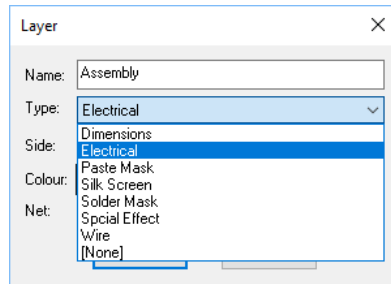 Layer
Name: Assembly
Type: Electrical
Dimensions
Side: Electrical
Paste Mask
Colour: Silk Screen
Solder Mask
Net: Spcial Effect
Wire
[None]